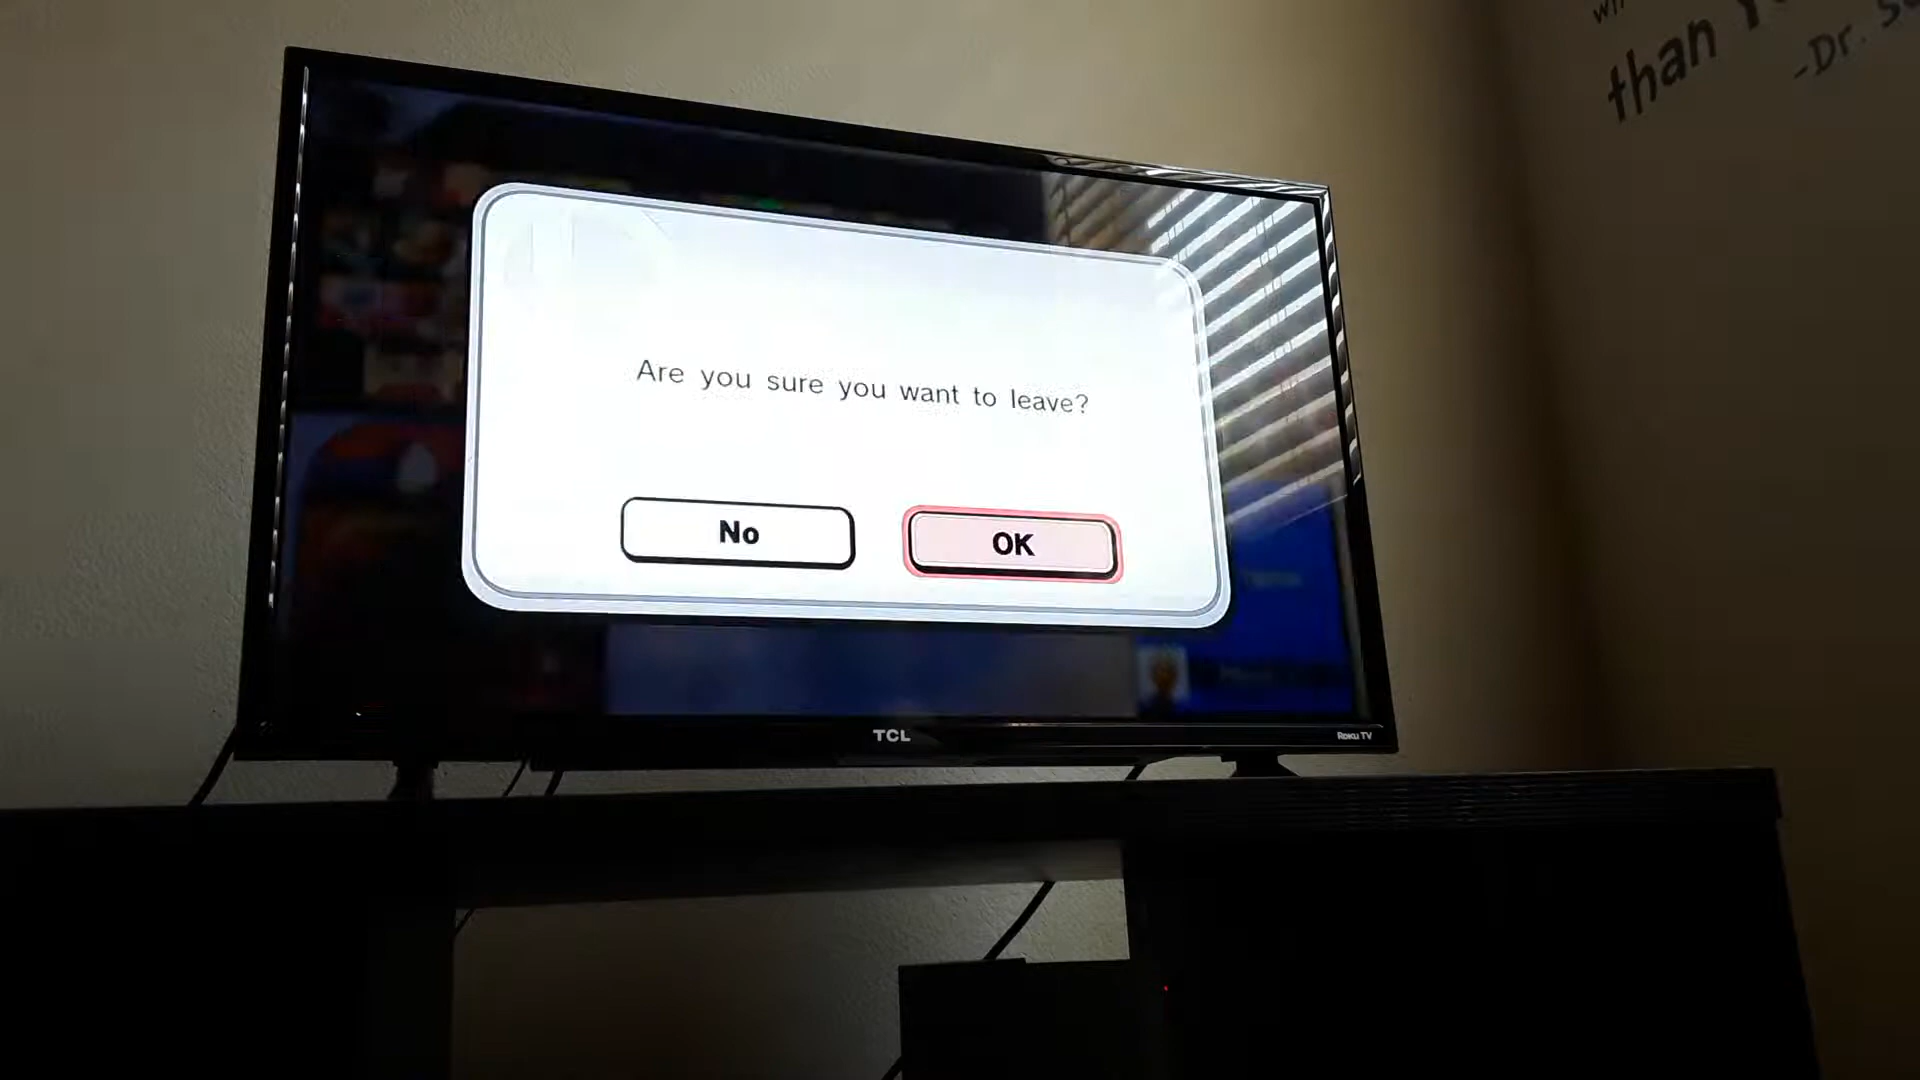 than
-Dr.
Are you sure you want to leave?
No
OK
TCL
Roku TV